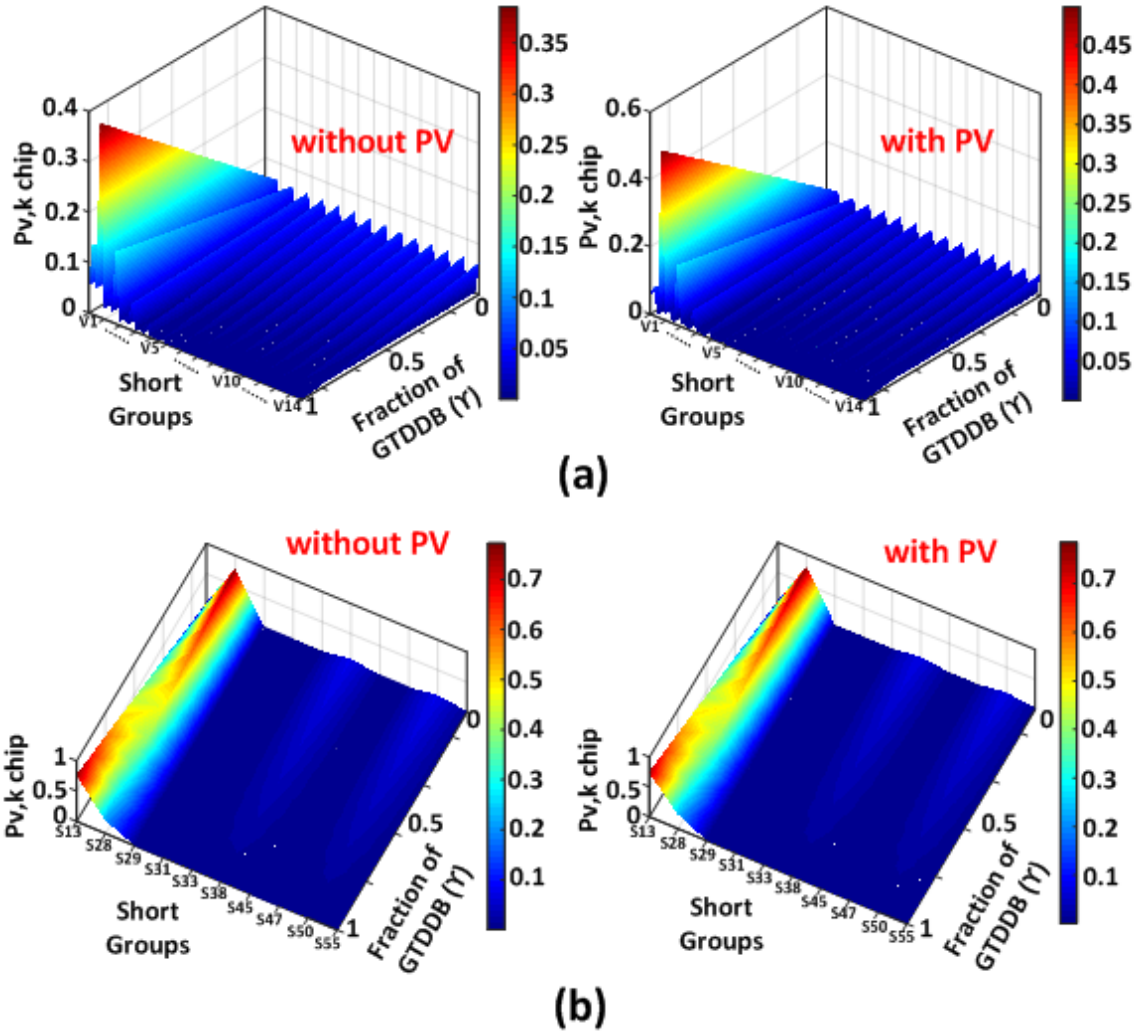 without PV
Pv,k chip
0.4
0.3
0.2
0.1
0
V1
V5
V10
V14
Short
Groups
1
0.5
0
Fraction of
GTDDB (ϒ)
0.35
0.3
0.25
0.2
0.15
0.1
0.05
with PV
Pv,k chip
0.6
0.4
0.2
0
V1
V5
V10
V14
Short
Groups
1
0.5
0
Fraction of
GTDDB (ϒ)
0.45
0.4
0.35
0.3
0.25
0.2
0.15
0.1
0.05
(a)
without PV
Pv,k chip
1
0.5
0
S13
S28
S29
S31
S33
S38
S45
S47
S50
S55
Short
Groups
1
0.5
0
Fraction of
GTDDB (ϒ)
0.7
0.6
0.5
0.4
0.3
0.2
0.1
with PV
Pv,k chip
1
0.5
0
S13
S28
S29
S31
S33
S38
S45
S47
S50
S55
Short
Groups
1
0.5
0
Fraction of
GTDDB (ϒ)
0.7
0.6
0.5
0.4
0.3
0.2
0.1
(b)